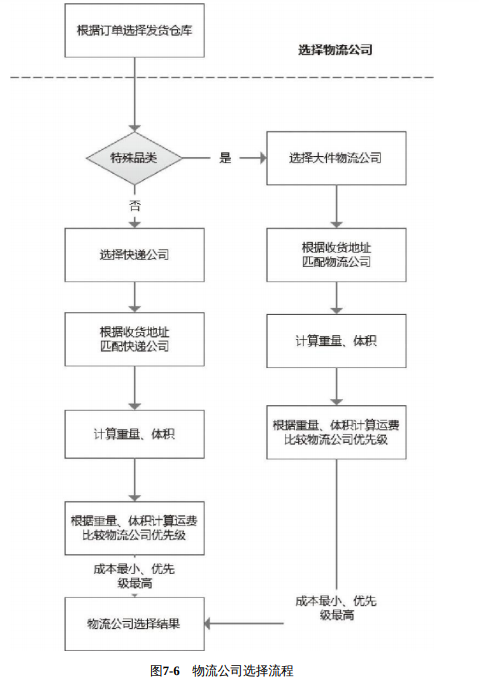 根据订单选择发货仓库
选择物流公司
特殊品类
是
选择大件物流公司
否
选择快递公司
根据收货地址
匹配物流公司
根据收货地址
匹配快递公司
计算重量、体积
计算重量、体积
根据重量、体积计算运费
比较物流公司优先级
根据重量、体积计算运费
比较物流公司优先级
成本最小、优先
级最高
成本最小、优先
级最高
物流公司选择结果
图7-6 物流公司选择流程